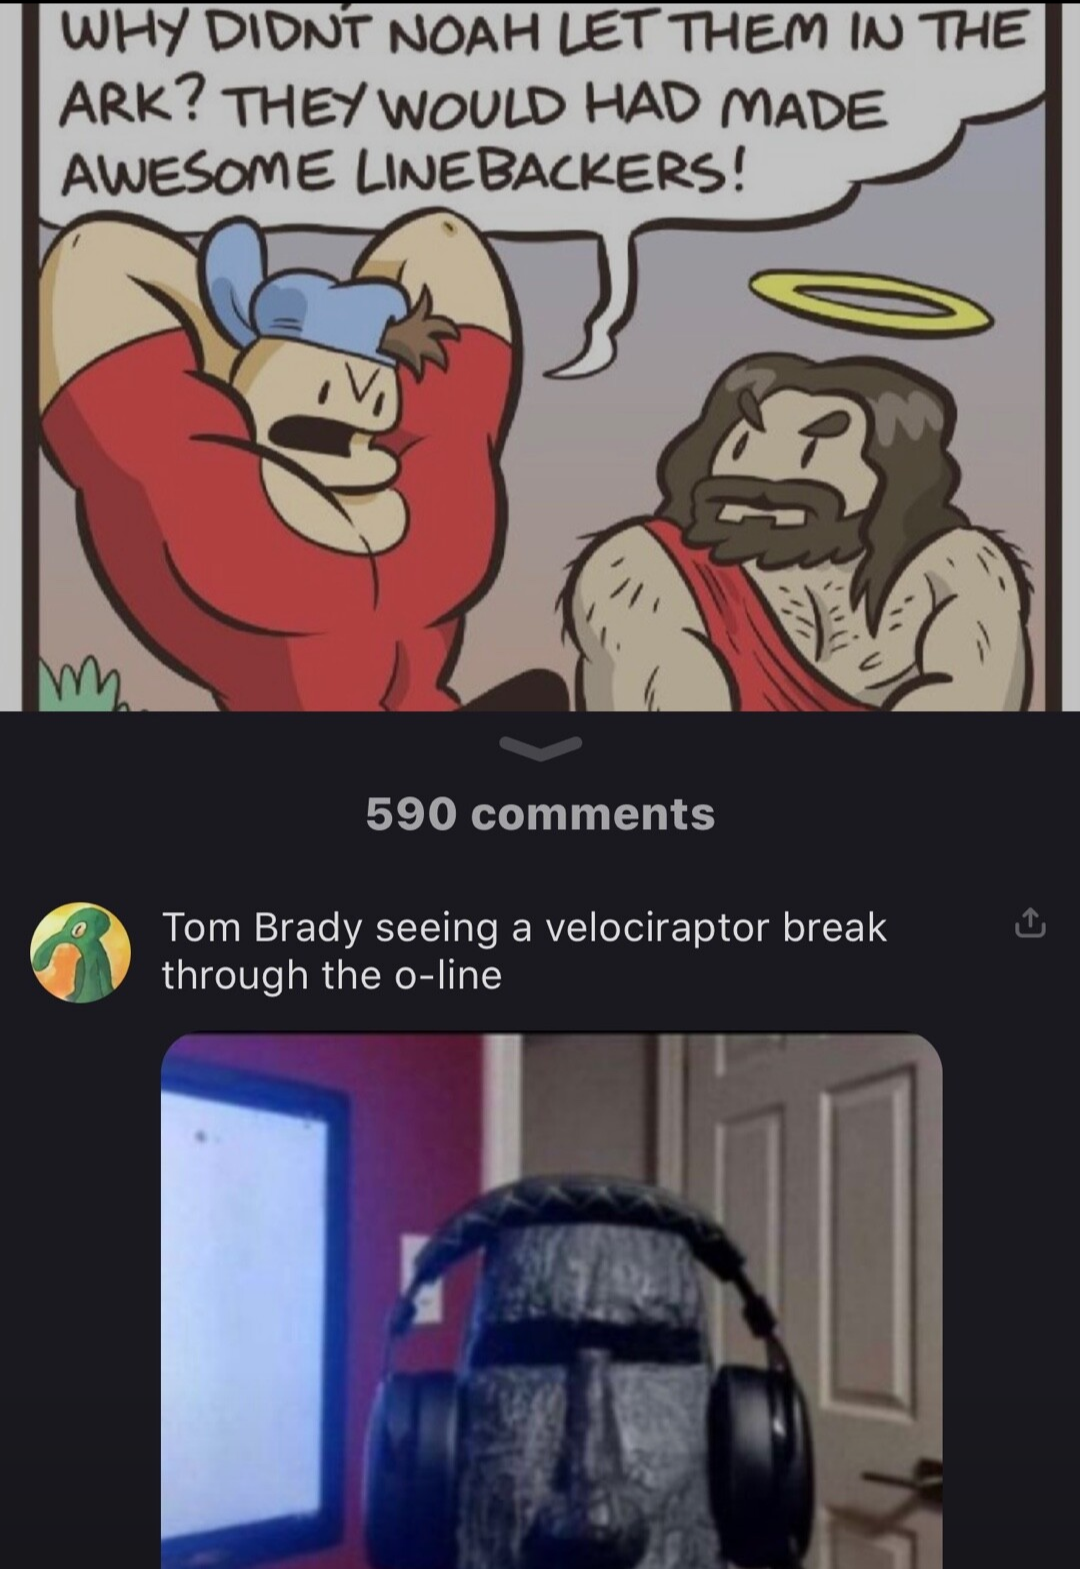 WHY DIDN'T NOAH LET THEM IN THE
ARK? THEY WOULD HAD MADE
AWESOME LINEBACKERS!
590 comments
Tom Brady seeing a velociraptor break
through the o-line